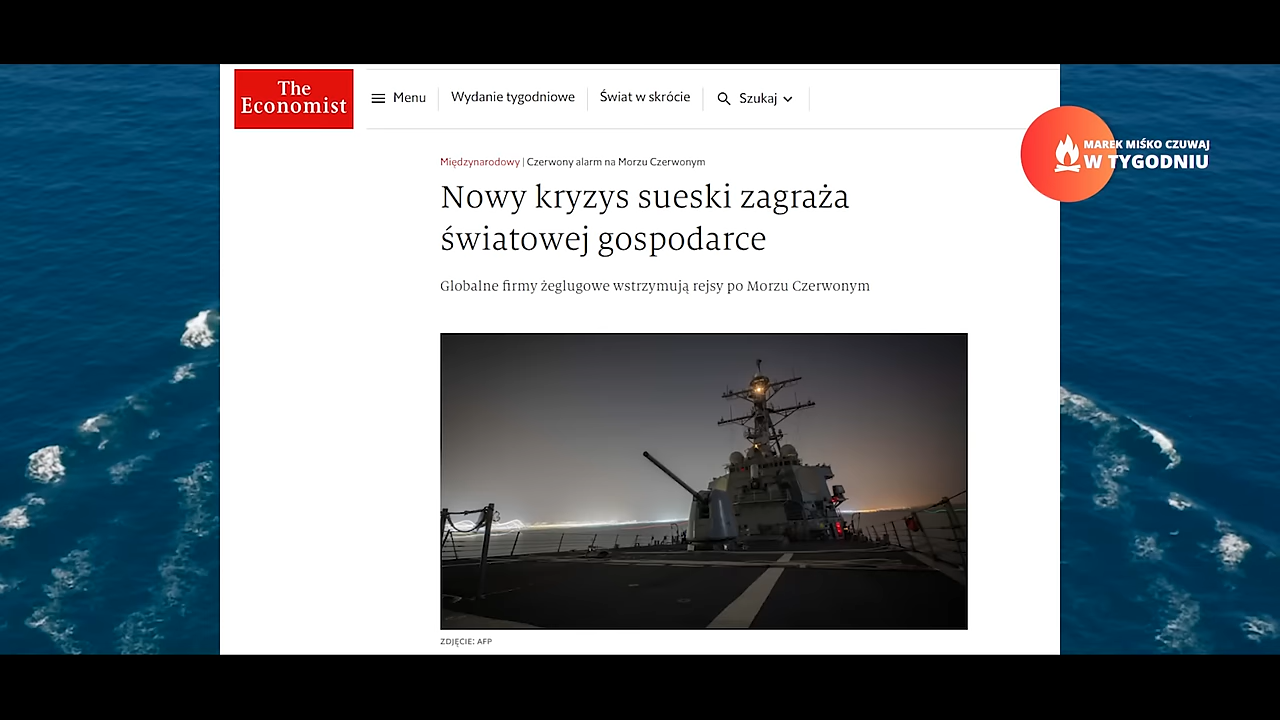 The
Economist
Menu
Wydanie tygodniowe
Świat w skrócie
Szukaj
MAREK MIŚKO CZUWAJ
W TYGODNIU
Międzynarodowy | Czerwony alarm na Morzu Czerwonym
Nowy kryzys sueski zagraża
światowej gospodarce
Globalne firmy żeglugowe wstrzymują rejsy po Morzu Czerwonym
ZDJĘCIE: AFP